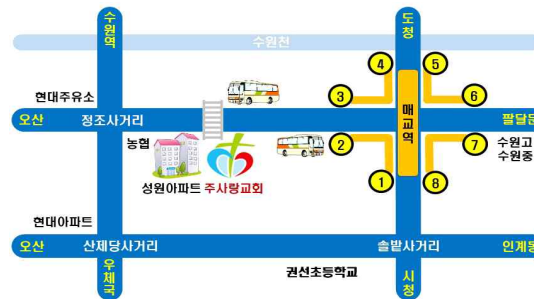 수원역
도청
수원천
4
5
현대주유소
3
6
오산
정조사거리
매교역
팔달문
농협
2
7
수원고
수원중
성원아파트
주사랑교회
1
8
현대아파트
오산
산제당사거리
솔밭사거리
인계동
우체국
권선초등학교
시청